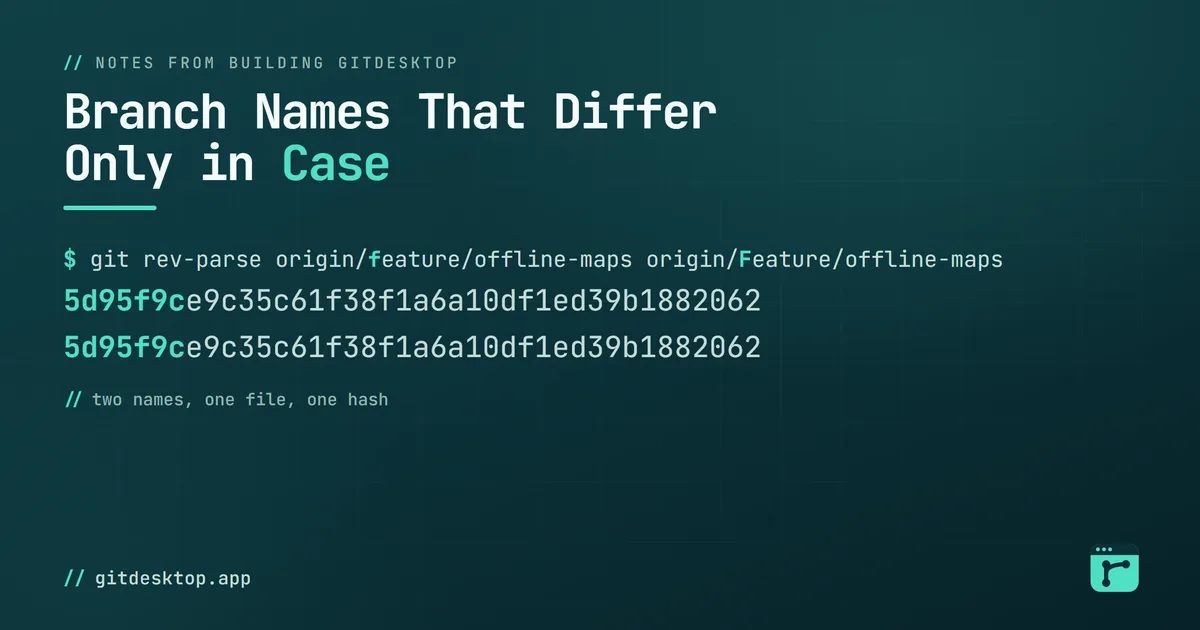 // NOTES FROM BUILDING GITDESKTOP
Branch Names That Differ
Only in Case
$ git rev-parse origin/feature/offline-maps origin/Feature/offline-maps
5d95f9ce9c35c61f38f1a6a10df1ed39b1882062
5d95f9ce9c35c61f38f1a6a10df1ed39b1882062
// two names, one file, one hash
// gitdesktop.app